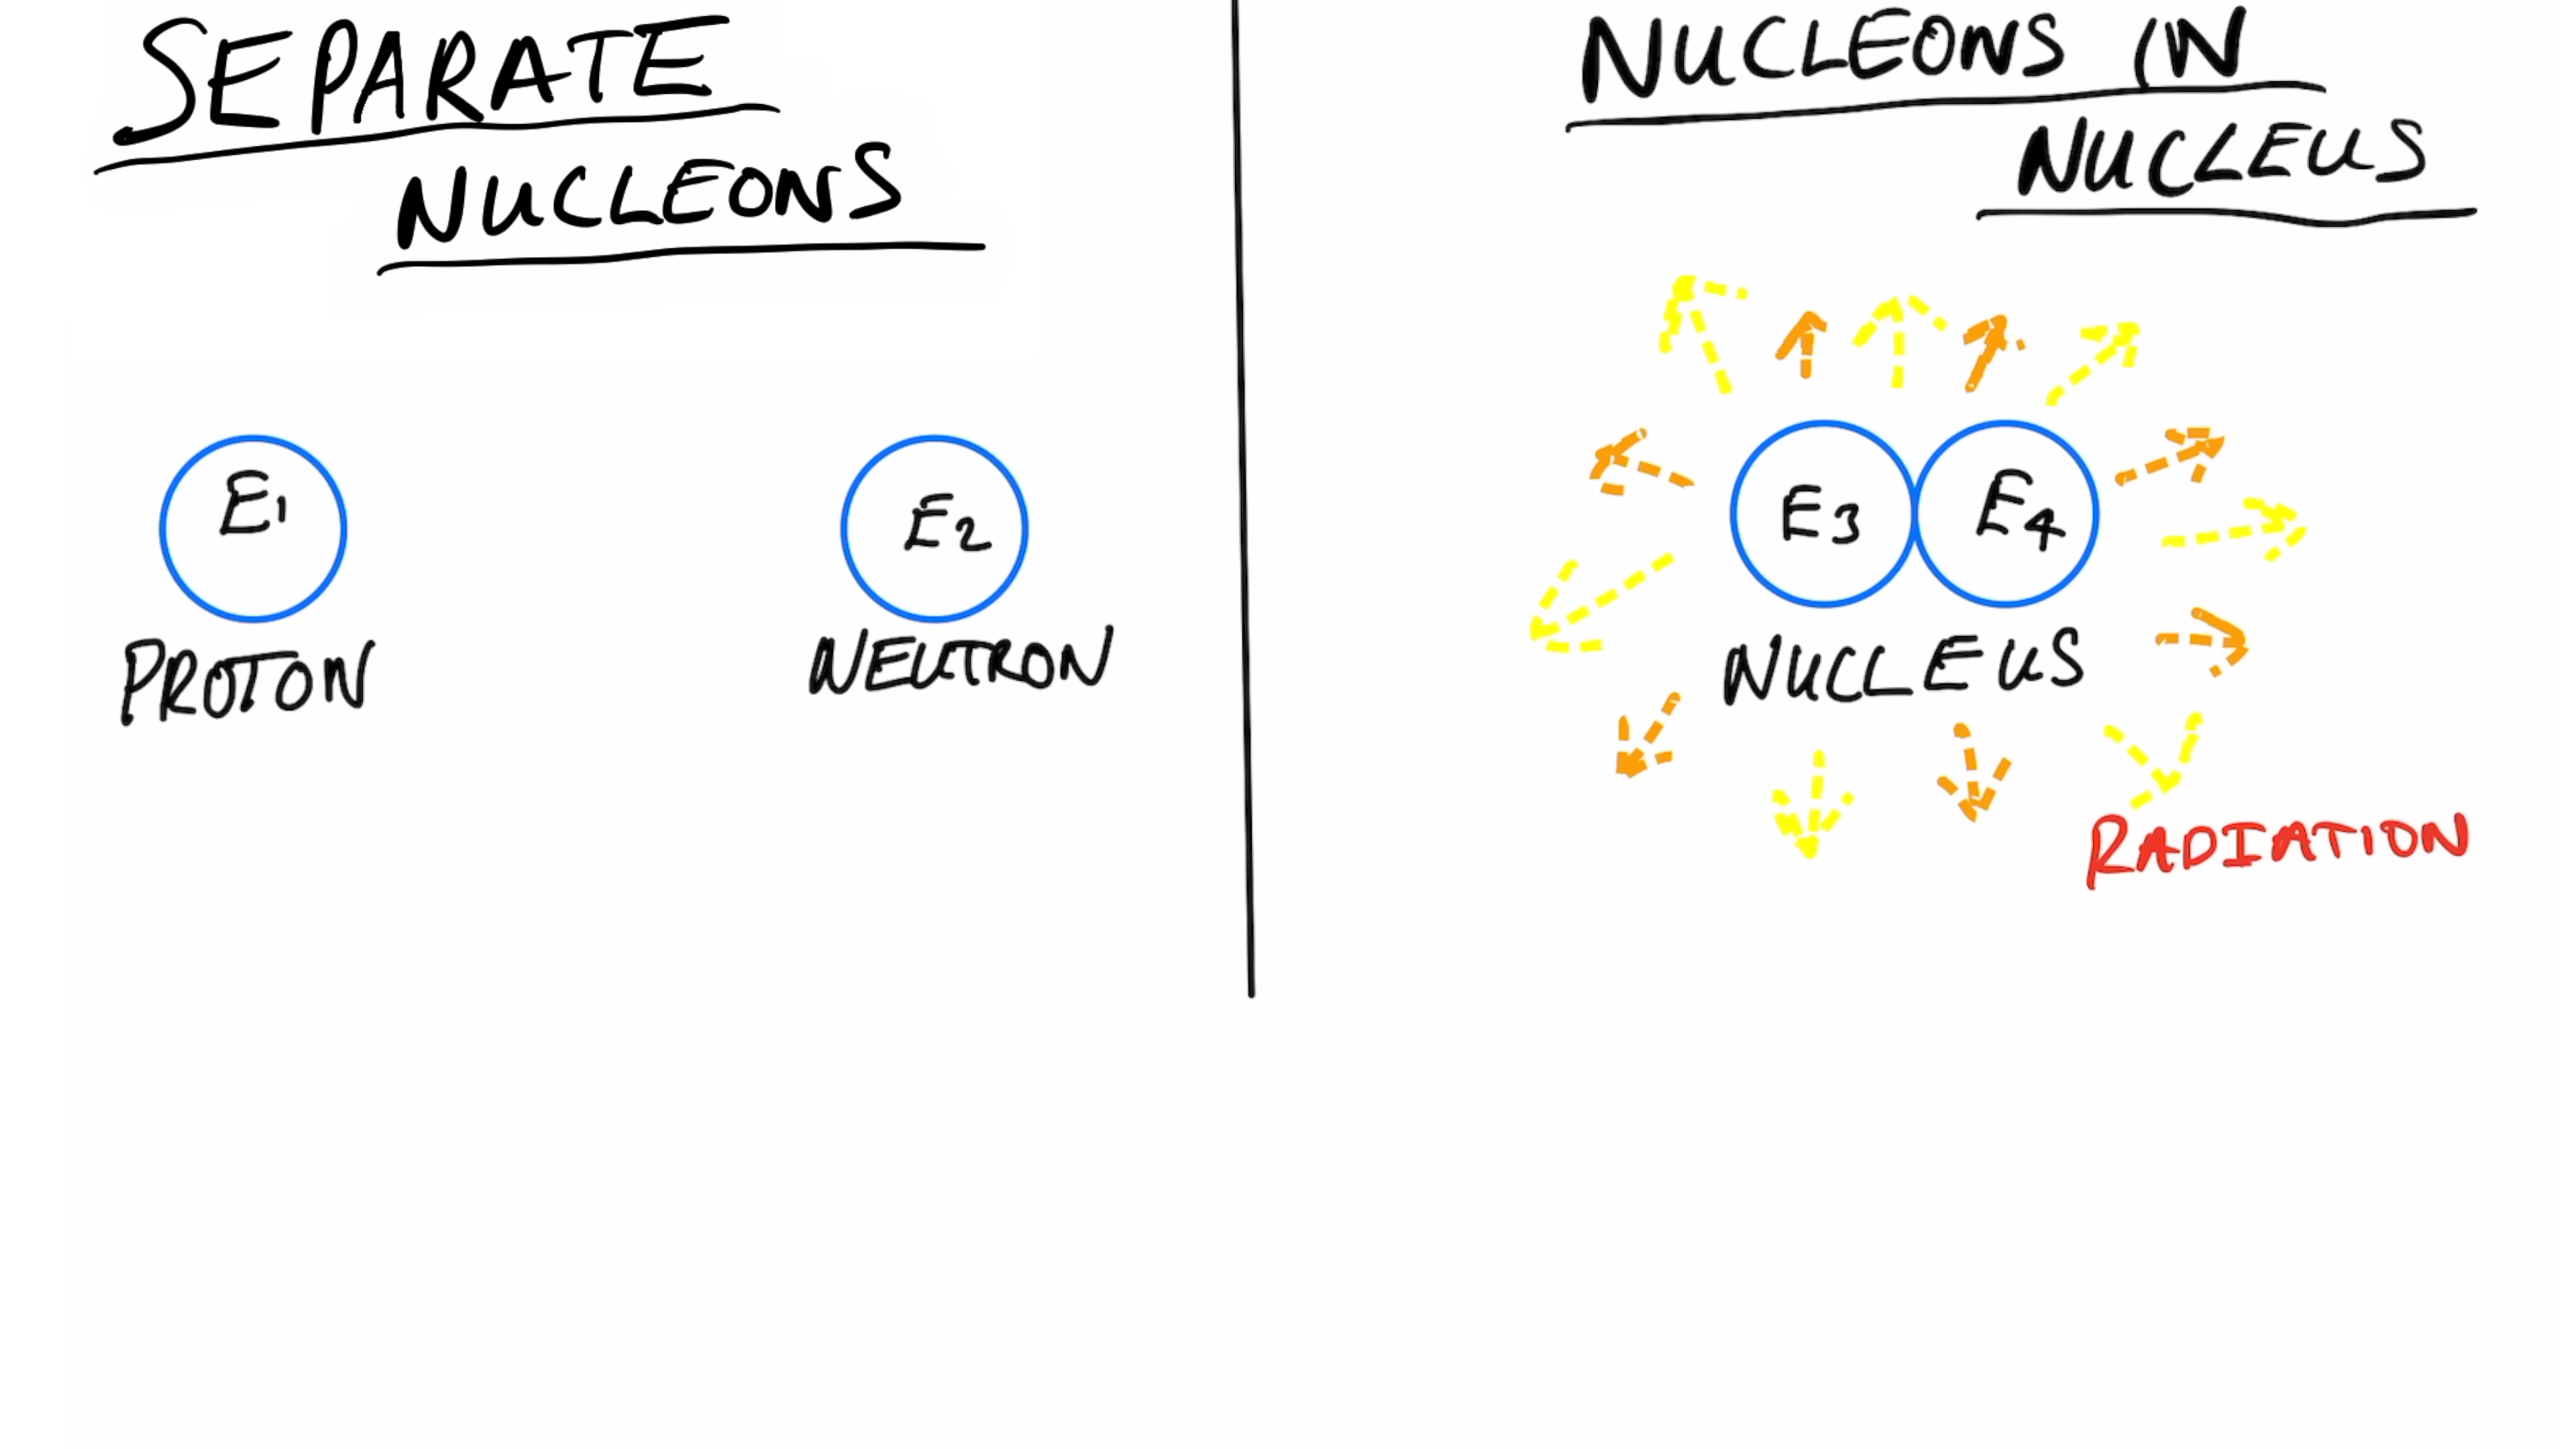 SEPARATE
NUCLEONS
E1
PROTON
E2
NEUTRON
NUCLEONS IN
NUCLEUS
E3
E4
NUCLEUS
RADIATION